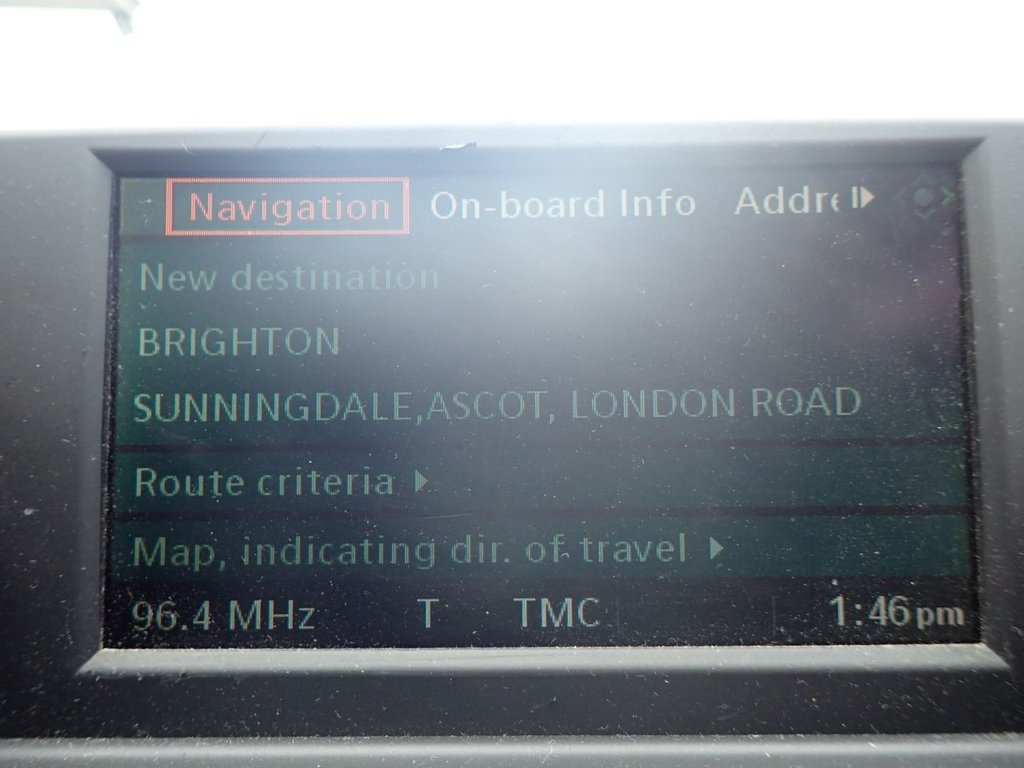 Navigation On-board Info Addre
New destination
BRIGHTON
SUNNINGDALE,ASCOT, LONDON ROAD
Route criteria
Map, indicating dir. of travel
96.4 MHz T TMC 1:46pm